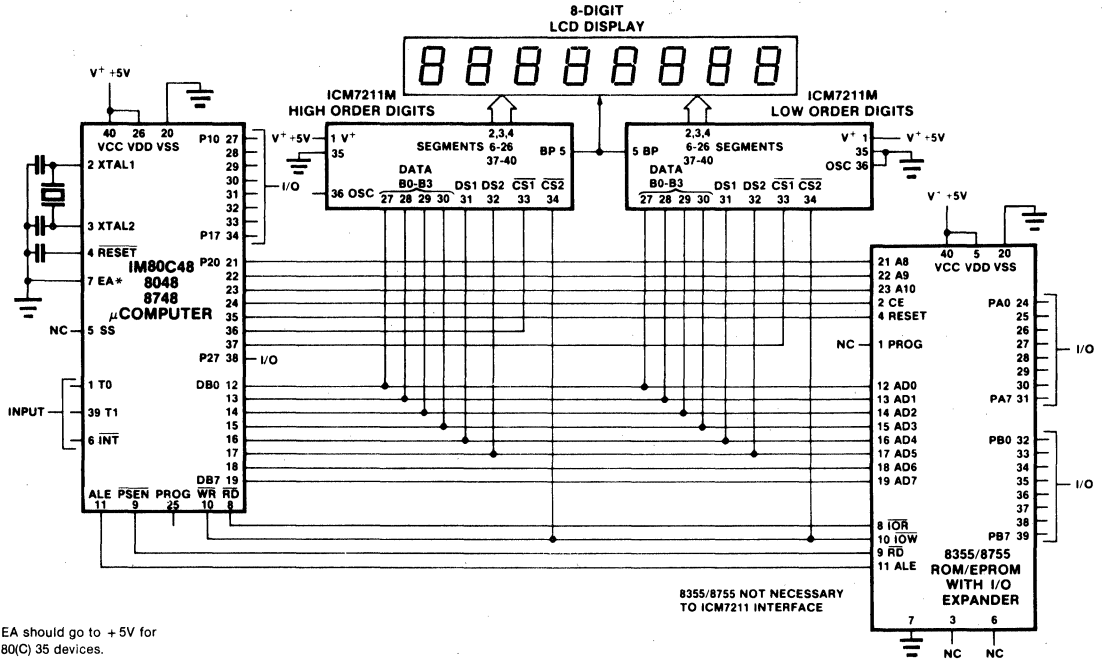 8-DIGIT
LCD DISPLAY
V+ +5V
40 26 20
VCC VDD VSS
2 XTAL1
3 XTAL2
4 RESET
7 EA*
NC 5 SS
INPUT
1 T0
39 T1
6 INT
IM80C48
8048
8748
µCOMPUTER
P10 27
28
29
30
31
32
33
P17 34
I/O
P20 21
22
23
24
35
36
37
P27 38 I/O
DB0 12
13
14
15
16
17
18
DB7 19
ALE PSEN PROG WR RD
11 9 25 10 8
ICM7211M
HIGH ORDER DIGITS
V+ +5V 1 V+
35
36 OSC
2,3,4
SEGMENTS 6-26
37-40
BP 5
DATA
B0-B3 DS1 DS2 CS1 CS2
27 28 29 30 31 32 33 34
ICM7211M
LOW ORDER DIGITS
5 BP
2,3,4
6-26 SEGMENTS
37-40
V+ 1 V+ +5V
35
OSC 36
DATA
B0-B3 DS1 DS2 CS1 CS2
27 28 29 30 31 32 33 34
V- +5V
40 5 20
VCC VDD VSS
21 A8
22 A9
23 A10
2 CE
4 RESET
NC 1 PROG
12 AD0
13 AD1
14 AD2
15 AD3
16 AD4
17 AD5
18 AD6
19 AD7
8 IOR
10 IOW
9 RD
11 ALE
PA0 24
25
26
27
28
29
30
PA7 31
I/O
PB0 32
33
34
35
36
37
38
PB7 39
I/O
8355/8755
ROM/EPROM
WITH I/O
EXPANDER
7 3 6
NC NC
8355/8755 NOT NECESSARY
TO ICM7211 INTERFACE
EA should go to +5V for
80(C) 35 devices.